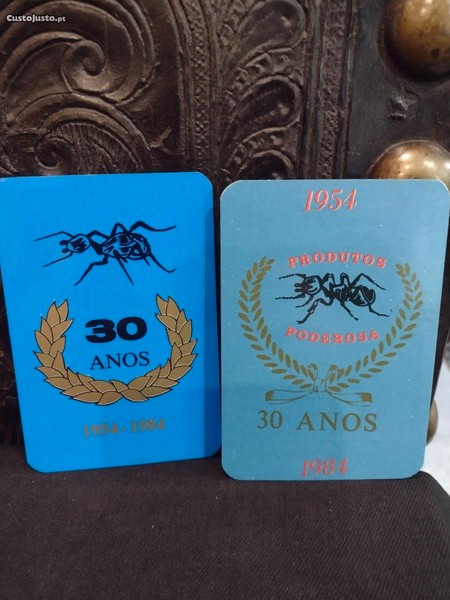 CustoJusto.pt
30
ANOS
1954-1984
1954
PRODUTOS
PODEROSA
30 ANOS
1984